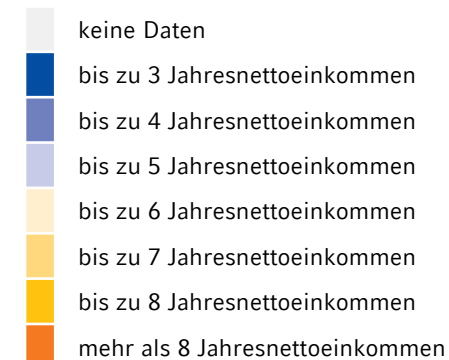 keine Daten
bis zu 3 Jahresnettoeinkommen
bis zu 4 Jahresnettoeinkommen
bis zu 5 Jahresnettoeinkommen
bis zu 6 Jahresnettoeinkommen
bis zu 7 Jahresnettoeinkommen
bis zu 8 Jahresnettoeinkommen
mehr als 8 Jahresnettoeinkommen